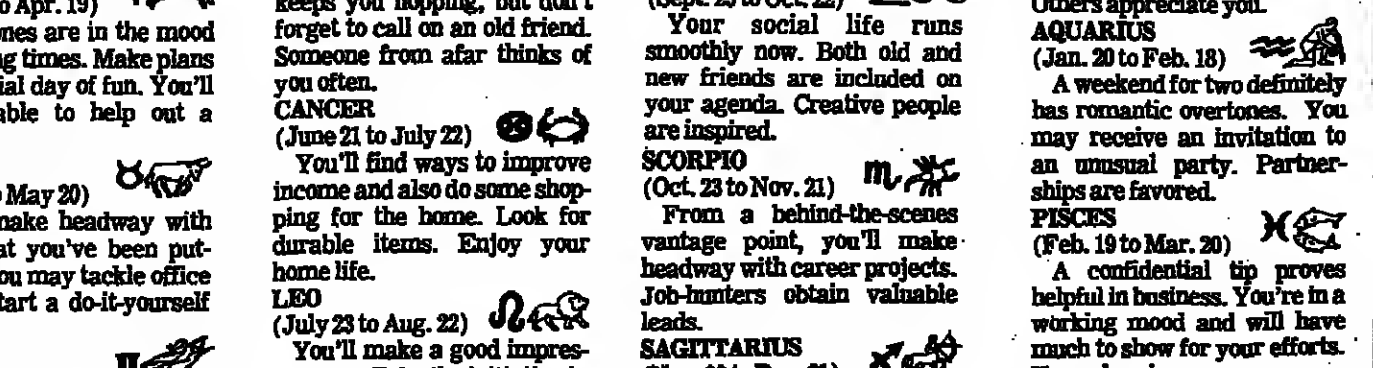 o Apr. 19)
nes are in the mood
ng times. Make plans
ial day of fun. You'll
able to help out a
May 20)
make headway with
at you've been put-
ou may tackle office
tart a do-it-yourself
keeps you hopping, but don't
forget to call on an old friend.
Someone from afar thinks of
you often.
CANCER
(June 21 to July 22)
You'll find ways to improve
income and also do some shop-
ping for the home. Look for
durable items. Enjoy your
home life.
LEO
(July 23 to Aug. 22)
You'll make a good impres-
(Sept. 23 to Oct. 22)
Your social life runs
smoothly now. Both old and
new friends are included on
your agenda. Creative people
are inspired.
SCORPIO
(Oct. 23 to Nov. 21)
From a behind-the-scenes
vantage point, you'll make
headway with career projects.
Job-hunters obtain valuable
leads.
SAGITTARIUS
Others appreciate you.
AQUARIUS
(Jan. 20 to Feb. 18)
A weekend for two definitely
has romantic overtones. You
may receive an invitation to
an unusual party. Partner-
ships are favored.
PISCES
(Feb. 19 to Mar. 20)
A confidential tip proves
helpful in business. You're in a
working mood and will have
much to show for your efforts.